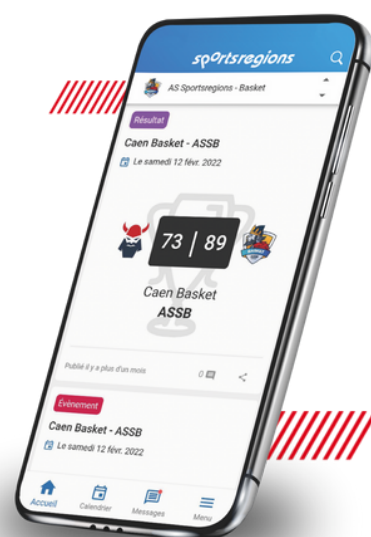 sportsregions
AS Sportsregions - Basket
Résultat
Caen Basket - ASSB
Le samedi 12 févr. 2022
73 | 89
Caen Basket
ASSB
Publié il y a plus d'un mois
0
Évènement
Caen Basket - ASSB
Le samedi 12 févr. 2022
Accueil
Calendrier
Messages
Menu